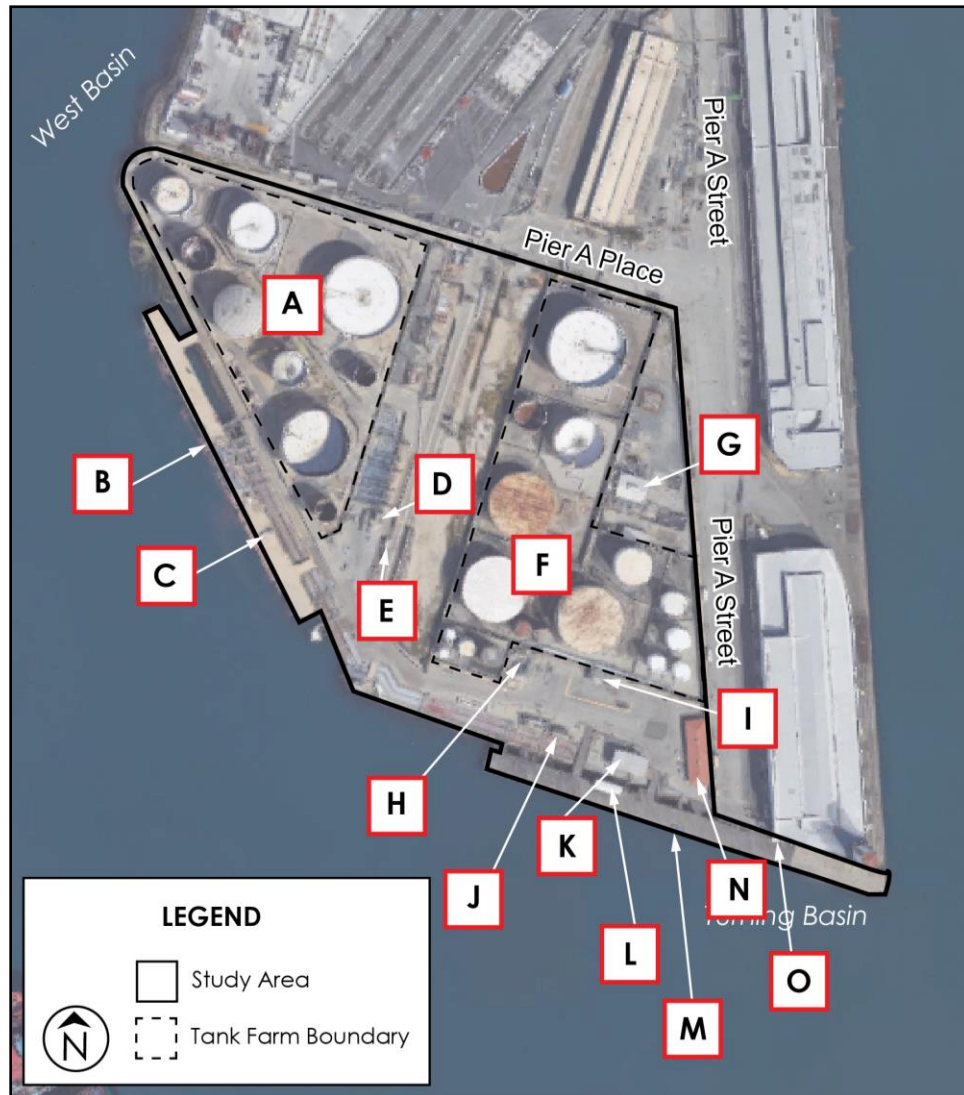 West Basin
Pier A Street
Pier A Place
A
G
B
D
Pier A Street
C
E
F
I
H
K
J
N
L
O
M
Turning Basin
LEGEND
Study Area
N
Tank Farm Boundary